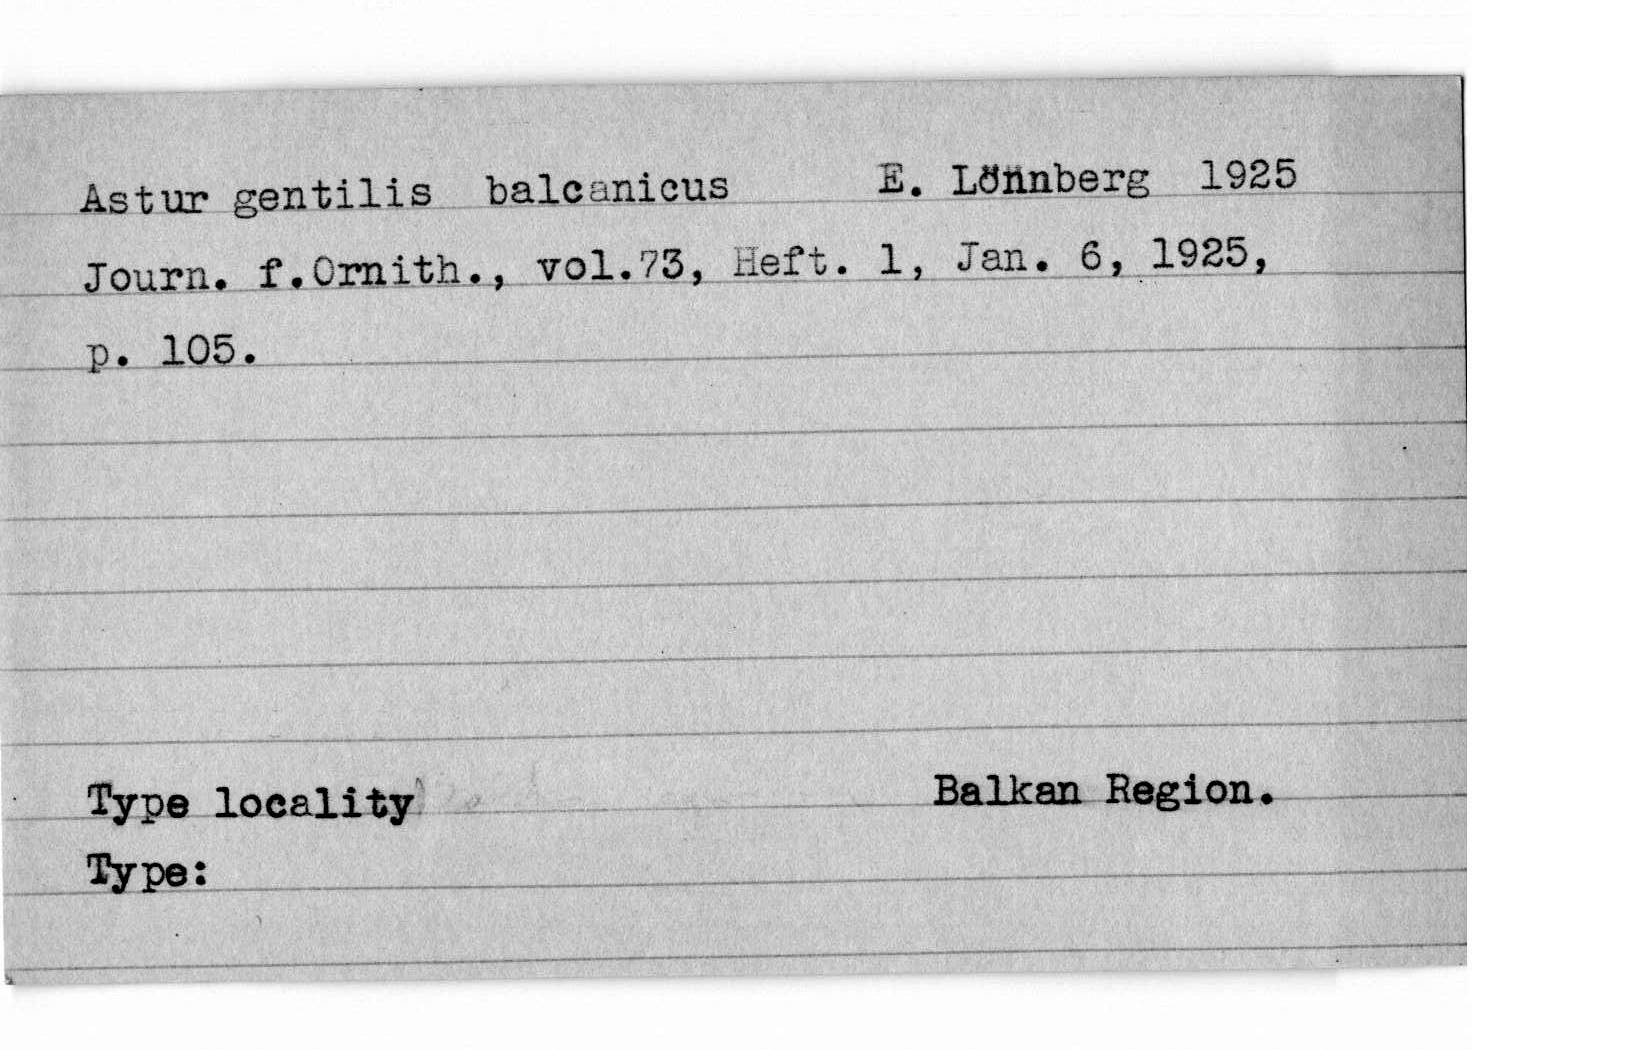 Astur gentilis balcanicus E. Lönnberg 1925
Journ. f.Ornith., vol.73, Heft. 1, Jan. 6, 1925,
p. 105.
Type locality Balkan Region.
Type: